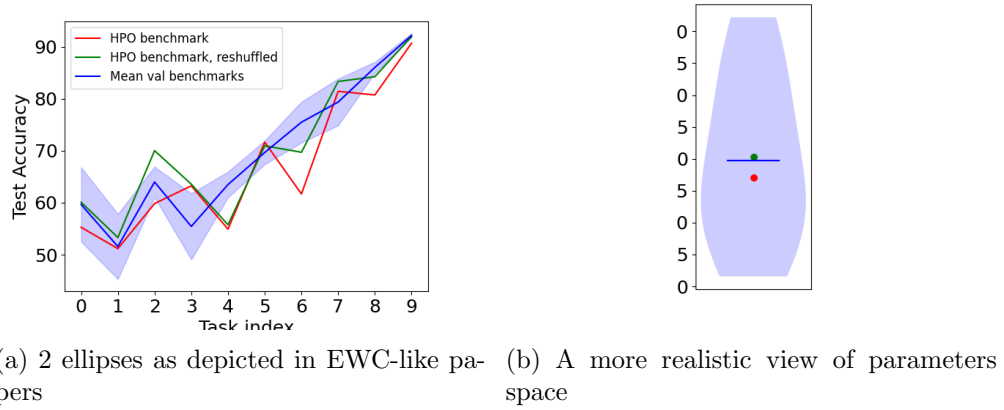 HPO benchmark
HPO benchmark, reshuffled
Mean val benchmarks
Test Accuracy
90
80
70
60
50
0 1 2 3 4 5 6 7 8 9
Task index
0
5
0
5
0
5
0
5
0
(a) 2 ellipses as depicted in EWC-like pa-
pers
(b) A more realistic view of parameters
space